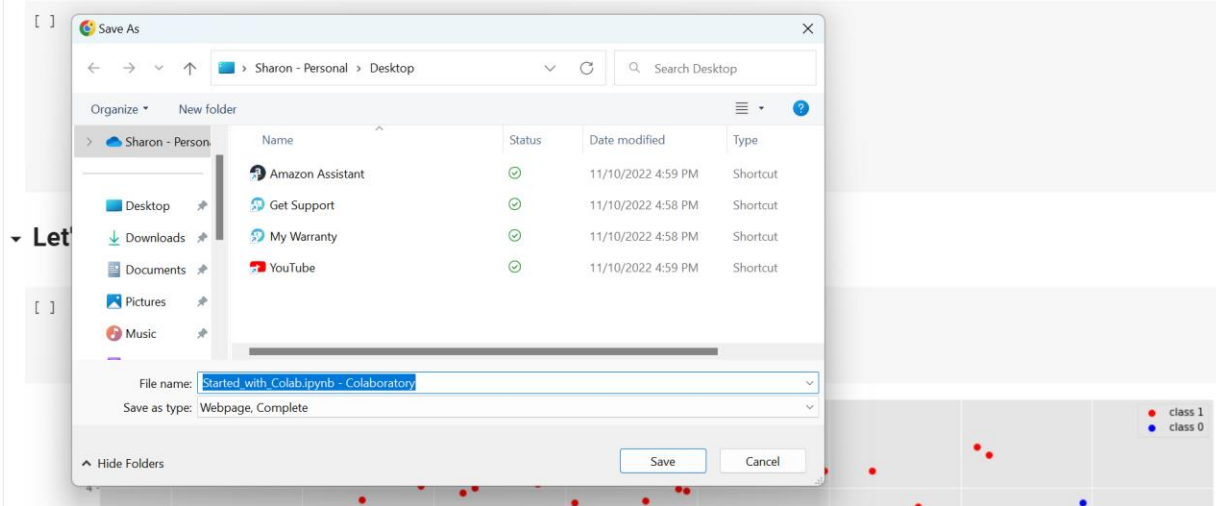 [ ]
Save As
Sharon - Personal > Desktop
Search Desktop
Organize
New folder
Sharon - Person
Name
Status
Date modified
Type
Amazon Assistant
11/10/2022 4:59 PM
Shortcut
Desktop
Get Support
11/10/2022 4:58 PM
Shortcut
Let'
Downloads
My Warranty
11/10/2022 4:58 PM
Shortcut
Documents
YouTube
11/10/2022 4:59 PM
Shortcut
[ ]
Pictures
Music
File name: Started_with_Colab.ipynb - Colaboratory
Save as type: Webpage, Complete
class 1
class 0
Hide Folders
Save
Cancel
4